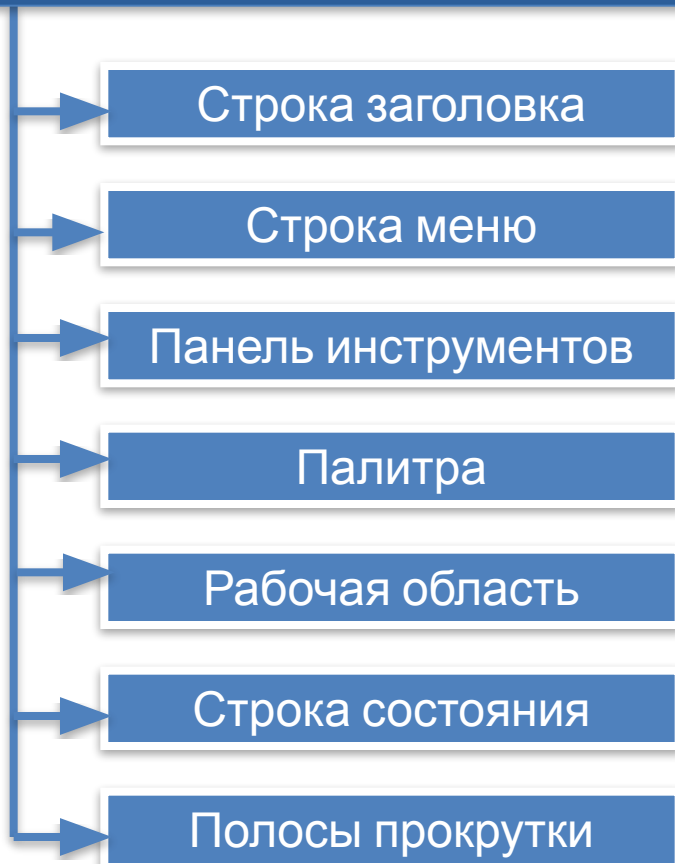 Строка заголовка
Строка меню
Панель инструментов
Палитра
Рабочая область
Строка состояния
Полосы прокрутки